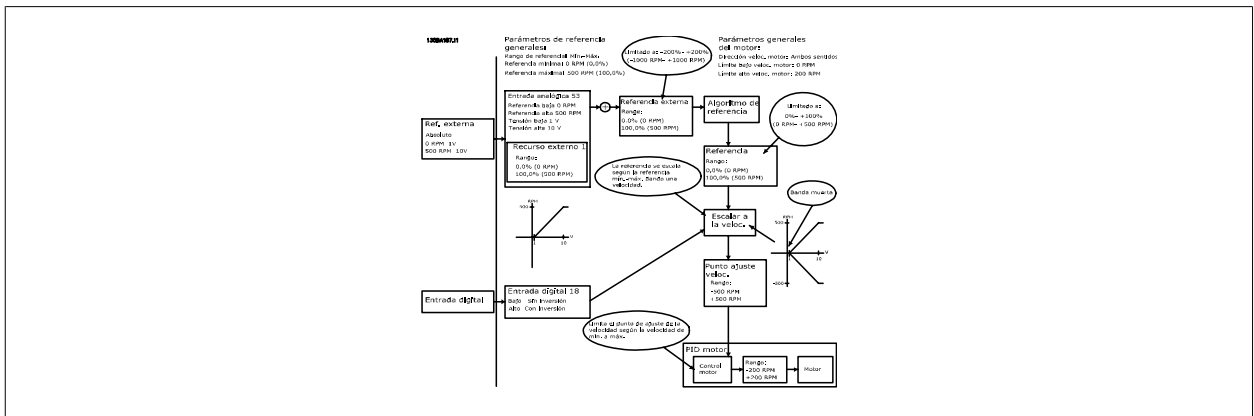 Parámetros de referencia
generales:
Rango de referencia: Mín-Máx.
Referencia mínima: 0 RPM (0,0%)
Referencia máxima: 500 RPM (100,0%)
Limitado a: -200%- +200%
(-1000 RPM- +1000 RPM)
Parámetros generales
del motor:
Dirección veloc. motor: Ambos sentidos
Límite bajo veloc. motor: 0 RPM
Límite alto veloc. motor: 200 RPM
Ref. externa
Absoluto
0 RPM 1V
500 RPM 10V
Entrada analógica 53
Referencia baja 0 RPM
Referencia alta 500 RPM
Tensión baja 1 V
Tensión alta 10 V
Recurso externo 1
Rango:
0,0% (0 RPM)
100,0% (500 RPM)
Referencia externa
Range:
0.0% (0 RPM)
100,0% (500 RPM)
Algoritmo de
referencia
Limitado a:
0%- +100%
(0 RPM- +500 RPM)
Referencia
Rango:
0,0% (0 RPM)
100,0% (500 RPM)
La referencia se escala
según la referencia
mín.-máx. Dando una
velocidad.
RPM
500
1
10
V
Escalar a
la veloc.
Banda muerta
RPM
500
V
1
10
-500
Punto ajuste
veloc.
Rango:
-500 RPM
+500 RPM
Entrada digital
Entrada digital 18
Bajo Sin inversión
Alto Con inversión
Limita el punto de ajuste de la
velocidad según la velocidad de
mín. a máx.
PID motor
Control
motor
Rango:
-200 RPM
+200 RPM
Motor